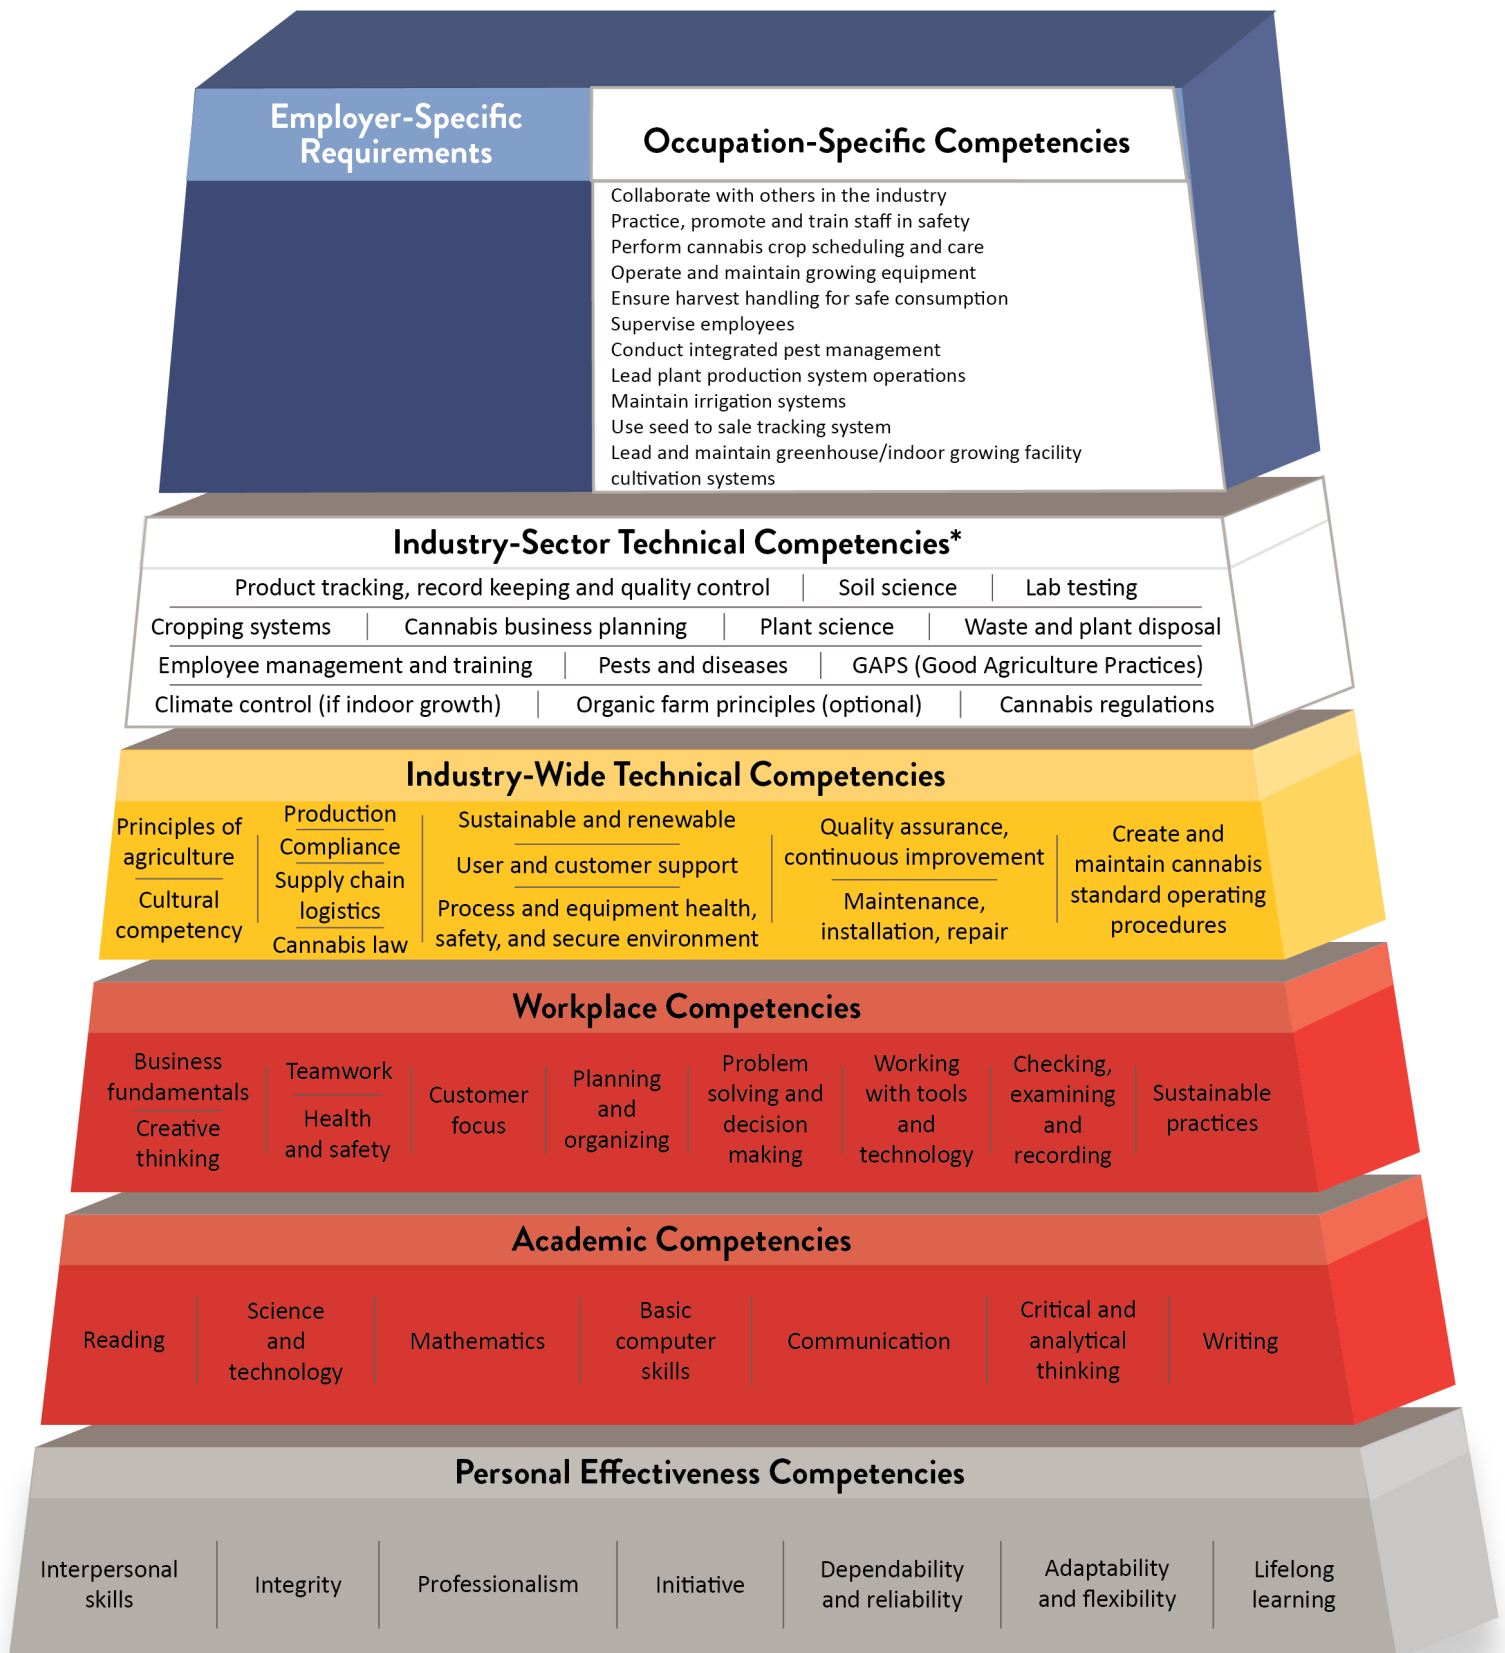 Employer-Specific
Requirements
Occupation-Specific Competencies
Collaborate with others in the industry
Practice, promote and train staff in safety
Perform cannabis crop scheduling and care
Operate and maintain growing equipment
Ensure harvest handling for safe consumption
Supervise employees
Conduct integrated pest management
Lead plant production system operations
Maintain irrigation systems
Use seed to sale tracking system
Lead and maintain greenhouse/indoor growing facility
cultivation systems
Industry-Sector Technical Competencies*
Product tracking, record keeping and quality control
Soil science
Lab testing
Cropping systems
Cannabis business planning
Plant science
Waste and plant disposal
Employee management and training
Pests and diseases
GAPS (Good Agriculture Practices)
Climate control (if indoor growth)
Organic farm principles (optional)
Cannabis regulations
Industry-Wide Technical Competencies
Principles of
agriculture
Cultural
competency
Production
Compliance
Supply chain
logistics
Cannabis law
Sustainable and renewable
User and customer support
Process and equipment health,
safety, and secure environment
Quality assurance,
continuous improvement
Maintenance,
installation, repair
Create and
maintain cannabis
standard operating
procedures
Workplace Competencies
Business
fundamentals
Creative
thinking
Teamwork
Health
and safety
Customer
focus
Planning
and
organizing
Problem
solving and
decision
making
Working
with tools
and
technology
Checking,
examining
and
recording
Sustainable
practices
Academic Competencies
Reading
Science
and
technology
Mathematics
Basic
computer
skills
Communication
Critical and
analytical
thinking
Writing
Personal Effectiveness Competencies
Interpersonal
skills
Integrity
Professionalism
Initiative
Dependability
and reliability
Adaptability
and flexibility
Lifelong
learning